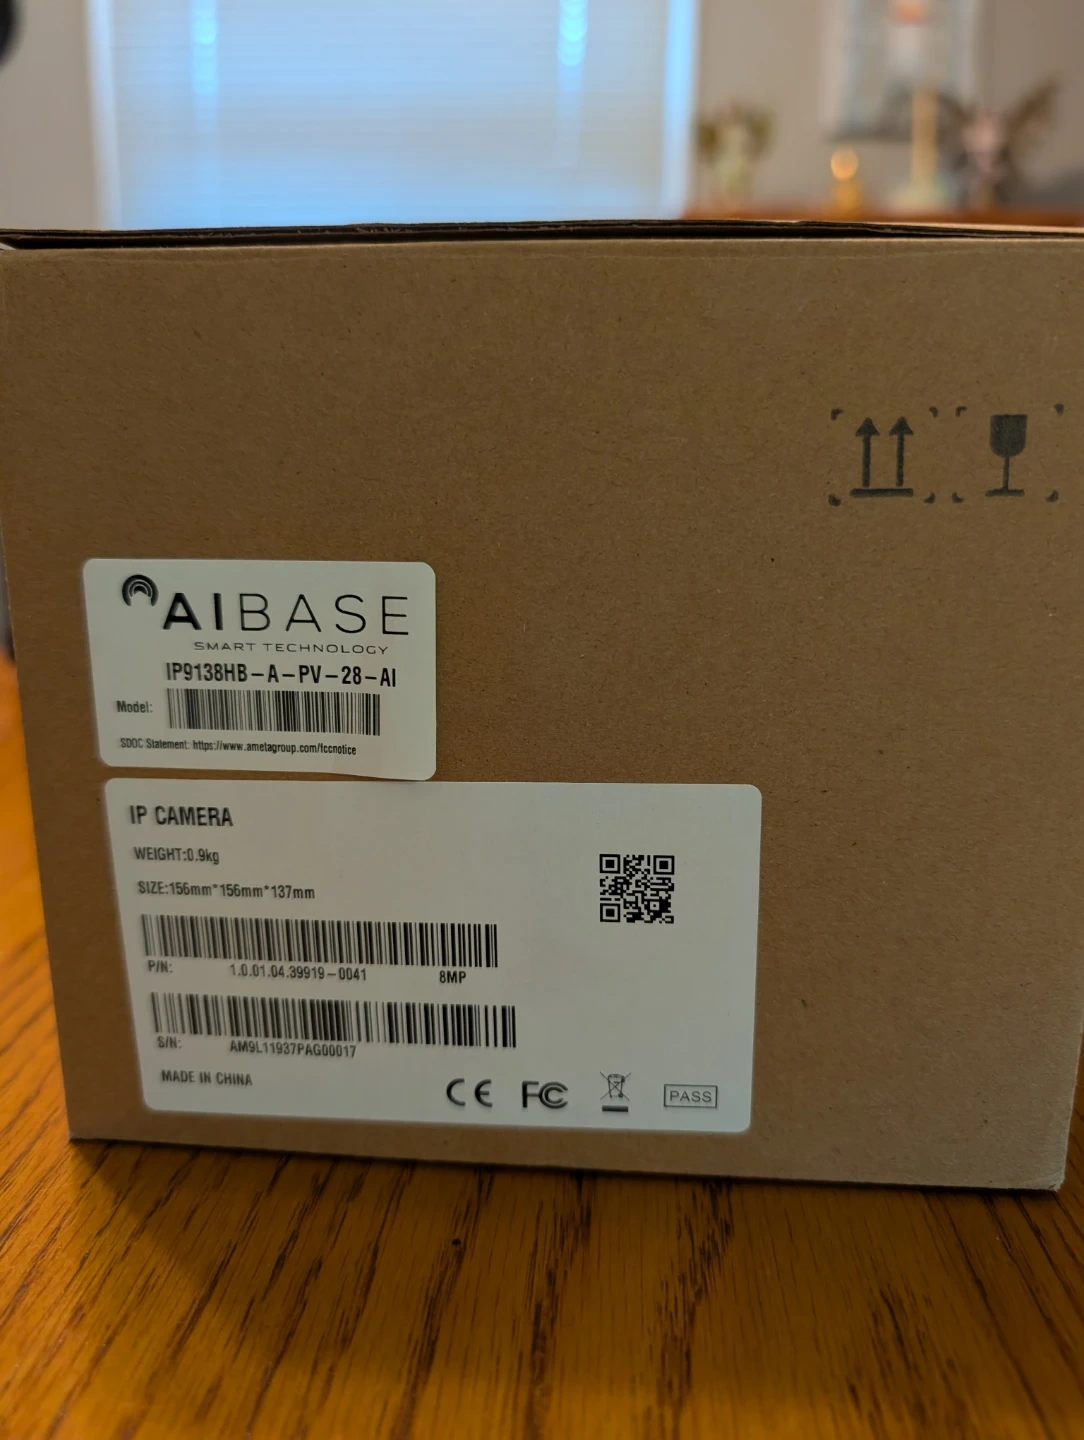 AIBASE
SMART TECHNOLOGY
IP9138HB-A-PV-28-AI
Model:
SDOC Statement: https://www.ametagroup.com/fccnotice
IP CAMERA
WEIGHT:0.9kg
SIZE:156mm*156mm*137mm
P/N: 1.0.01.04.39919-0041 8MP
S/N: AM9L11937PAG00017
MADE IN CHINA
CE FC PASS